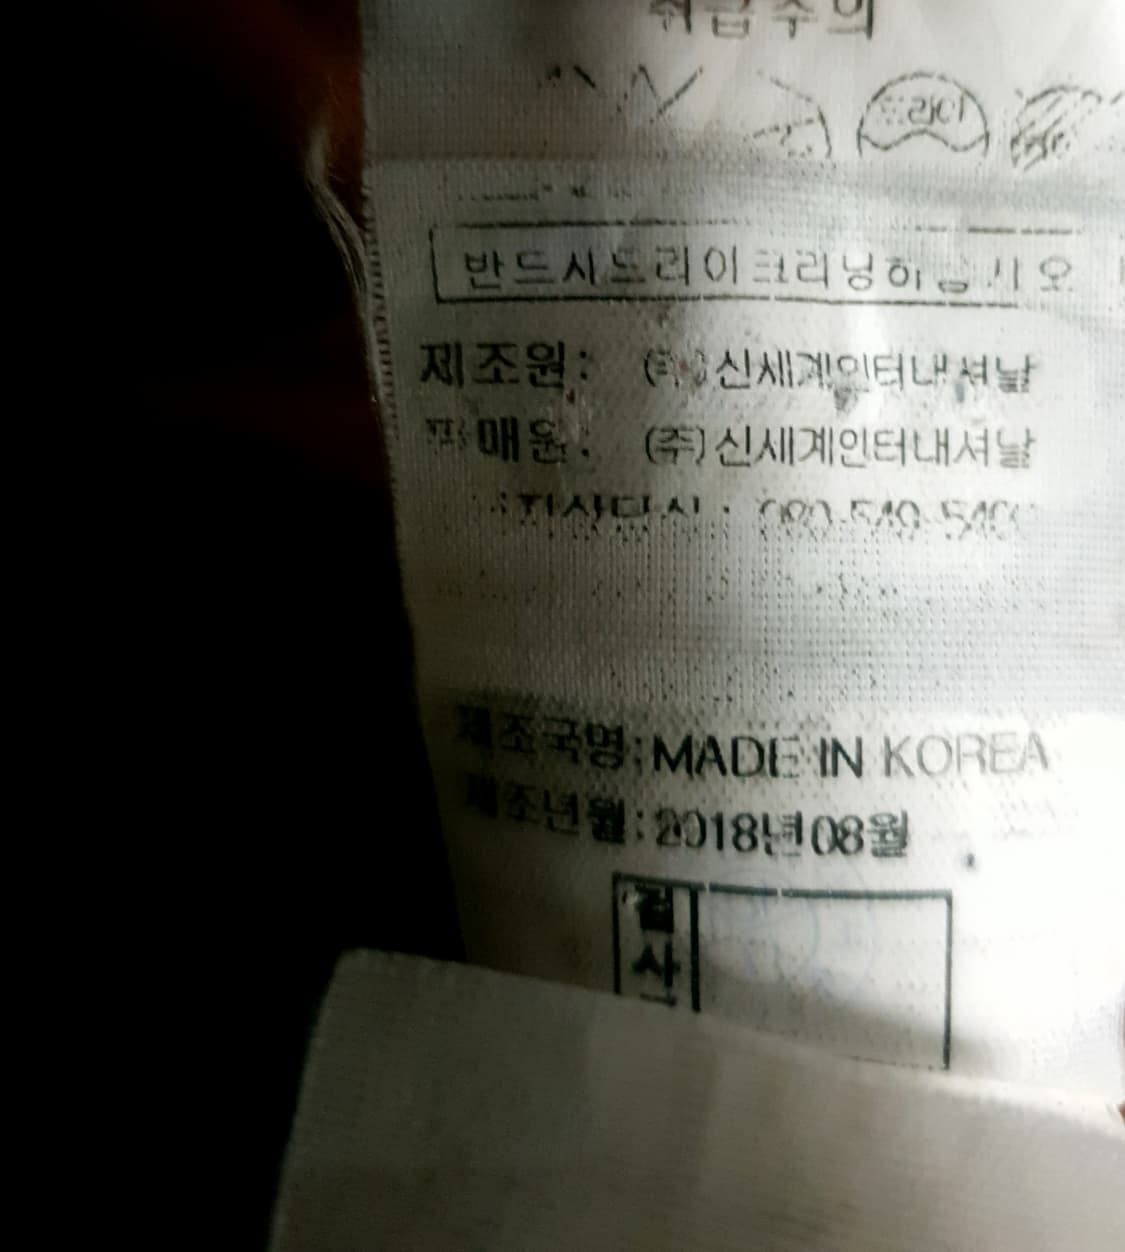 취급주의
드라이
반드시드라이크리닝하십시오
제조원: (주)신세계인터내셔날
판매원: (주)신세계인터내셔날
제조국명:MADE IN KOREA
제조년월:2018년08월
검사